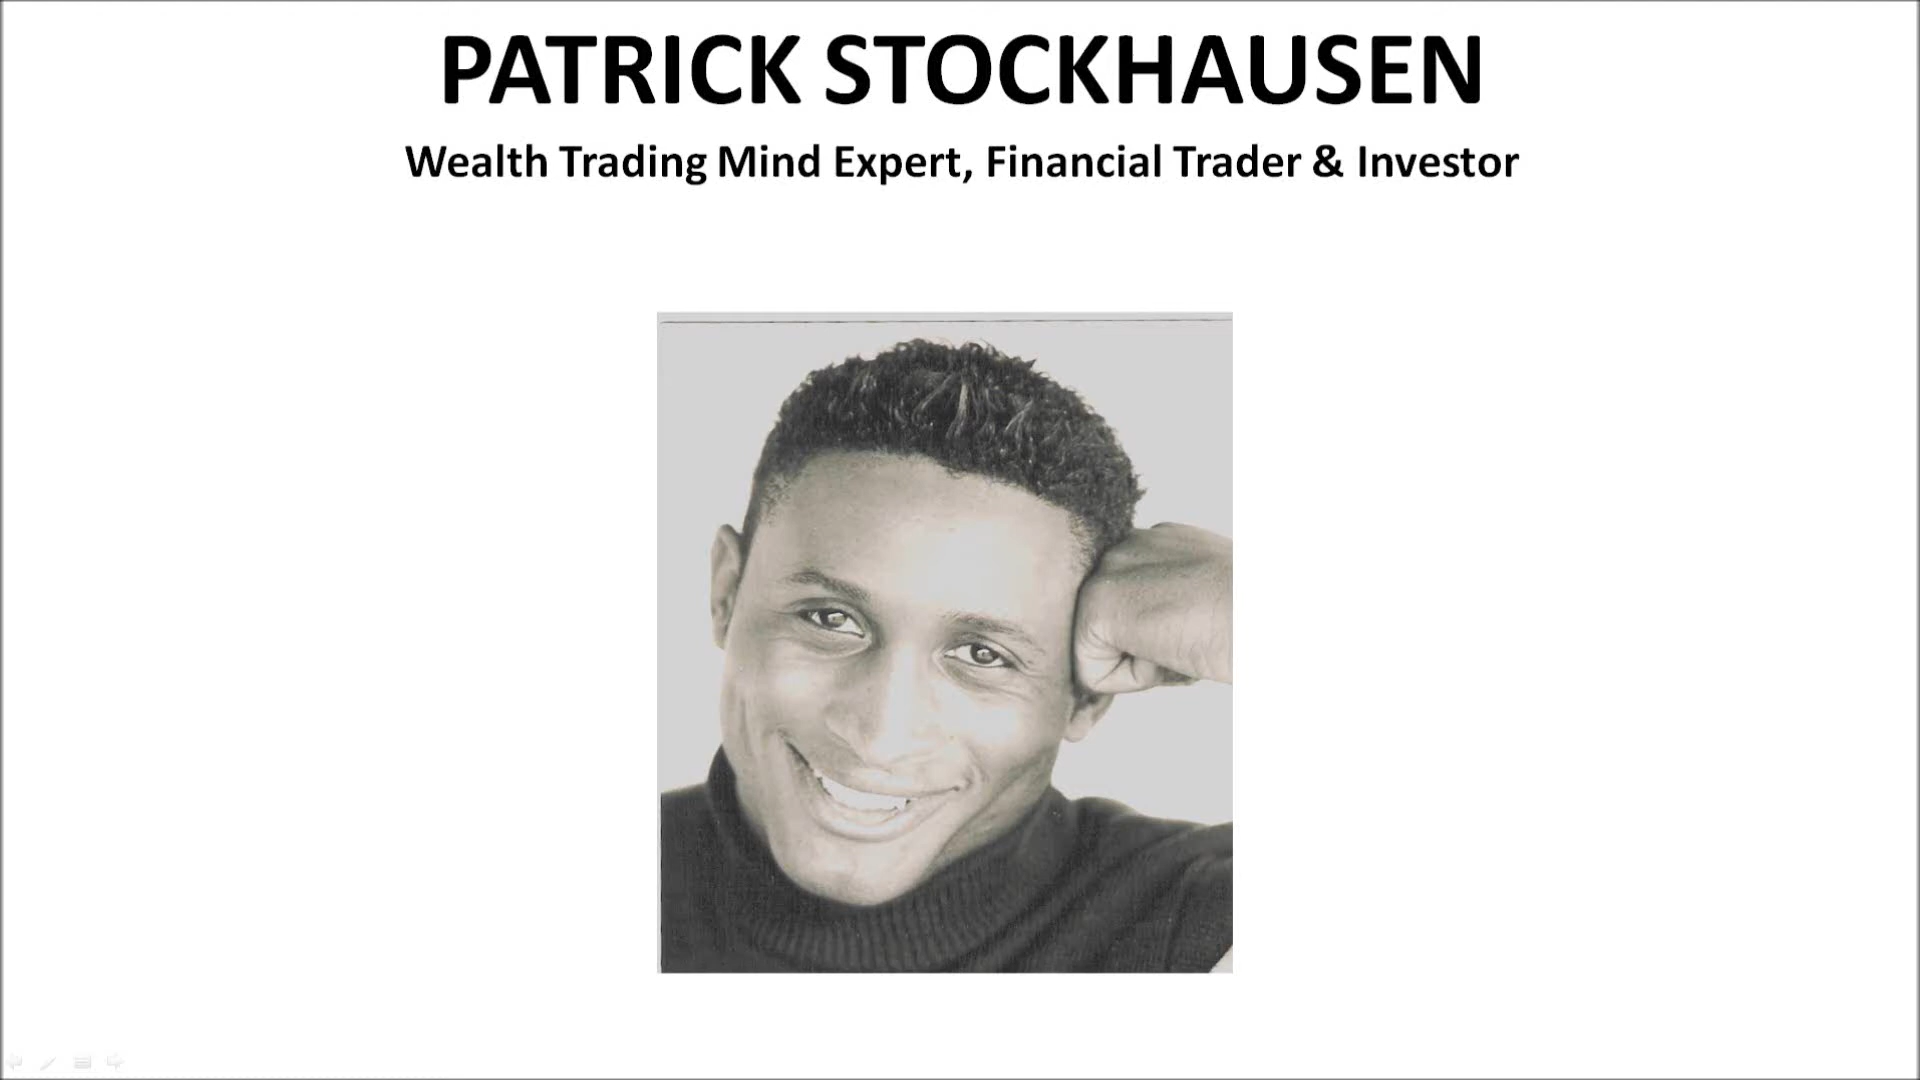 PATRICK STOCKHAUSEN
Wealth Trading Mind Expert, Financial Trader & Investor